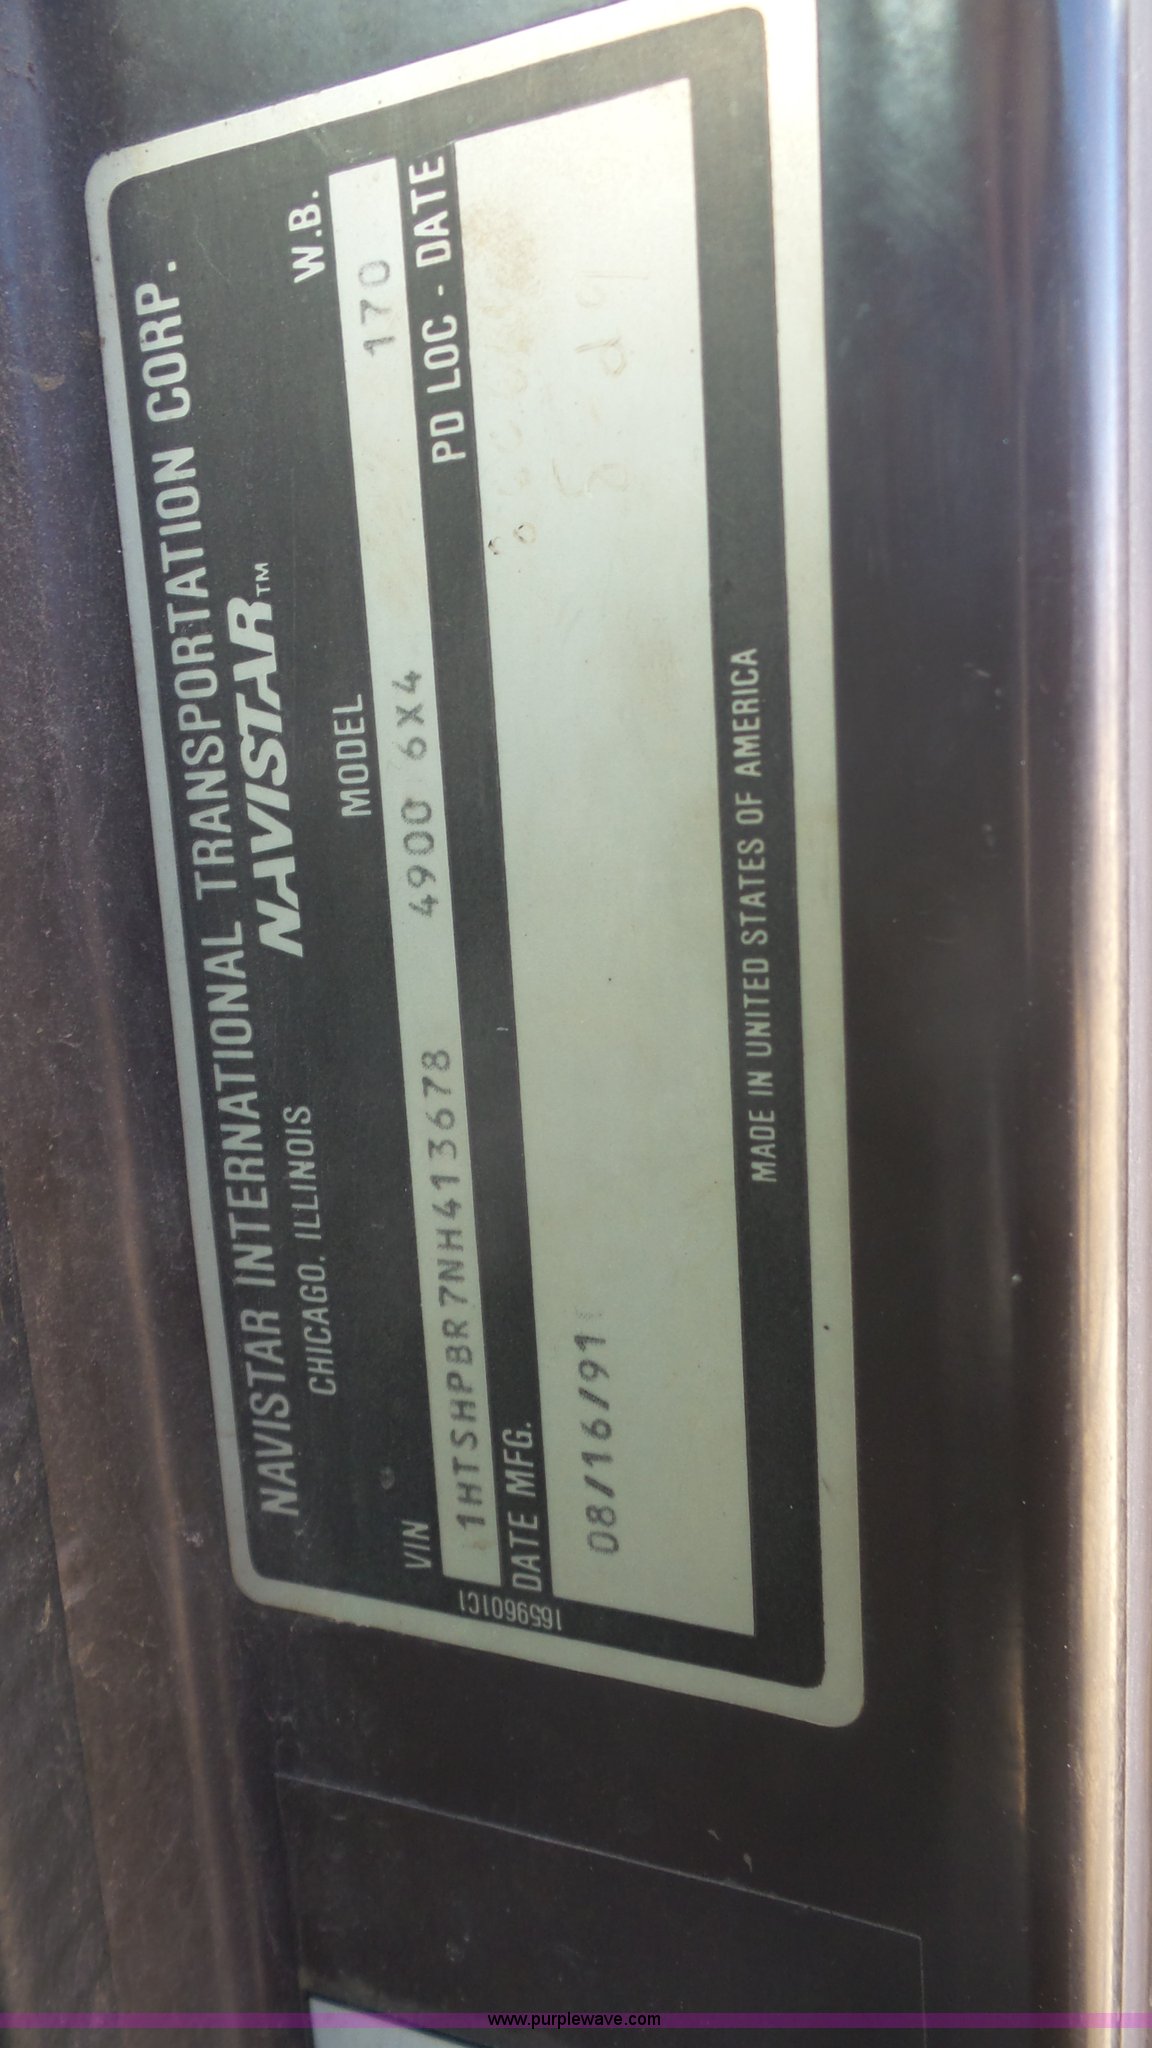 NAVISTAR INTERNATIONAL TRANSPORTATION CORP.
CHICAGO, ILLINOIS NAVISTAR™ W.B.
VIN MODEL
1HTSHPBR7NH413678 4900 6X4 170
DATE MFG. PD LOC - DATE
08/16/91
MADE IN UNITED STATES OF AMERICA
1659601C1
www.purplewave.com